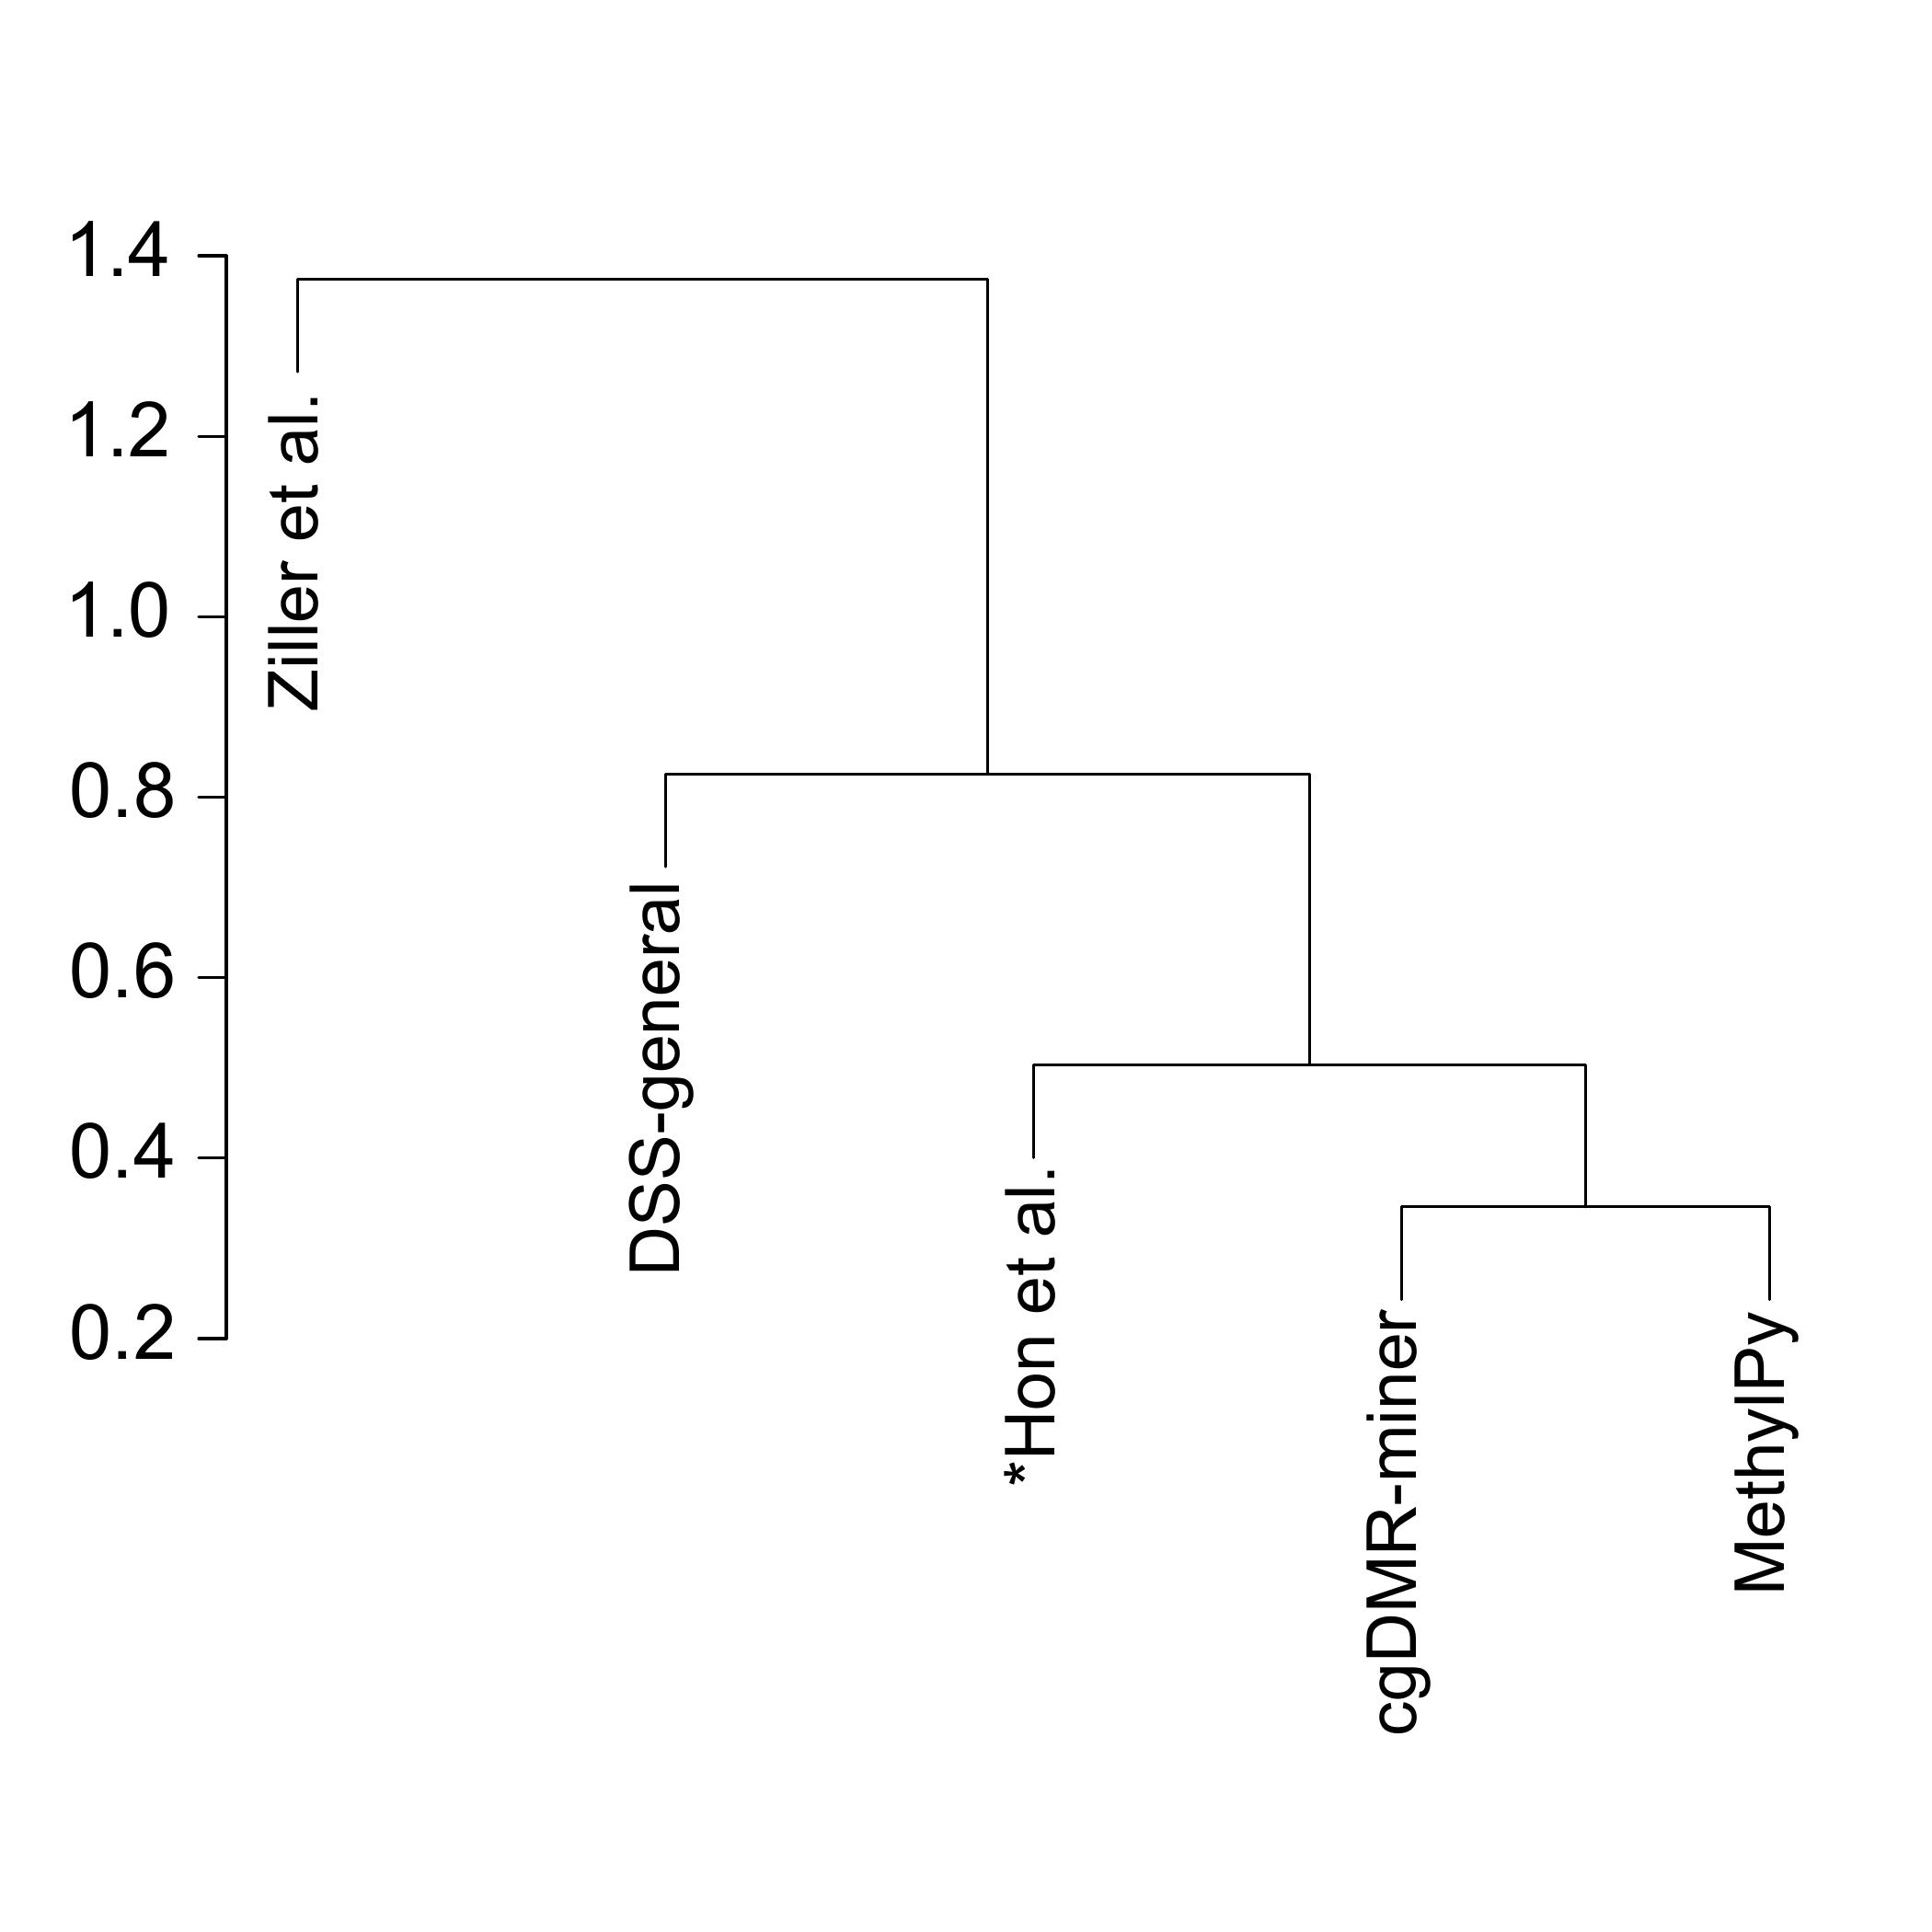 1.4
1.2
1.0
0.8
0.6
0.4
0.2
Ziller et al.
DSS-general
*Hon et al.
cgDMR-miner
MethylPy